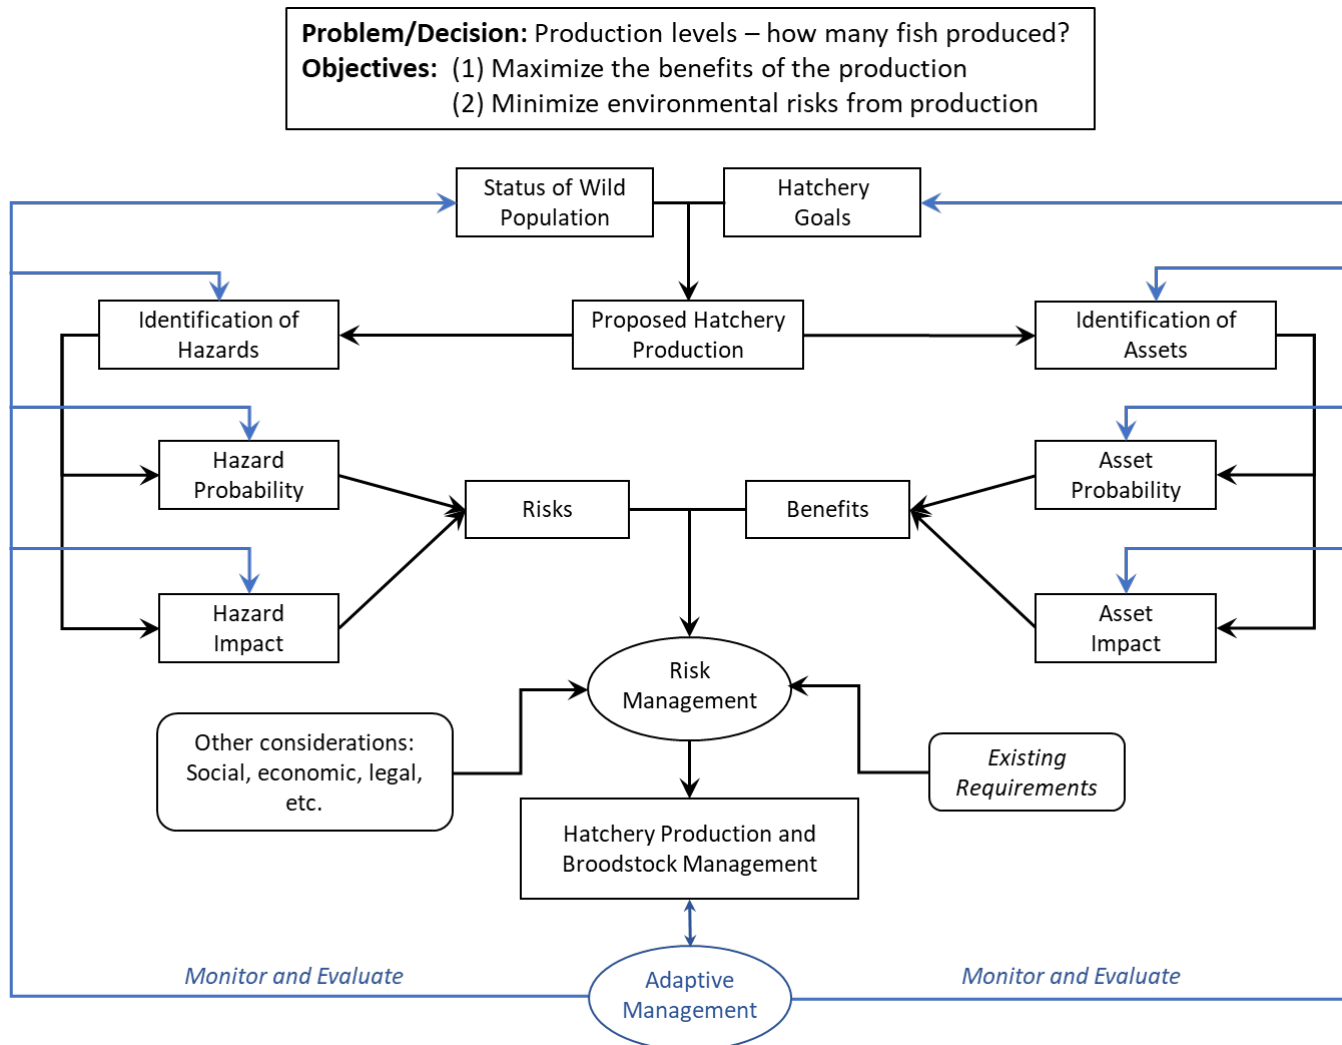 Problem/Decision: Production levels – how many fish produced?
Objectives: (1) Maximize the benefits of the production
(2) Minimize environmental risks from production
Status of Wild
Population
Hatchery
Goals
Identification of
Hazards
Proposed Hatchery
Production
Identification of
Assets
Hazard
Probability
Risks
Benefits
Asset
Probability
Hazard
Impact
Asset
Impact
Risk
Management
Other considerations:
Social, economic, legal,
etc.
Existing
Requirements
Hatchery Production and
Broodstock Management
Monitor and Evaluate
Adaptive
Management
Monitor and Evaluate